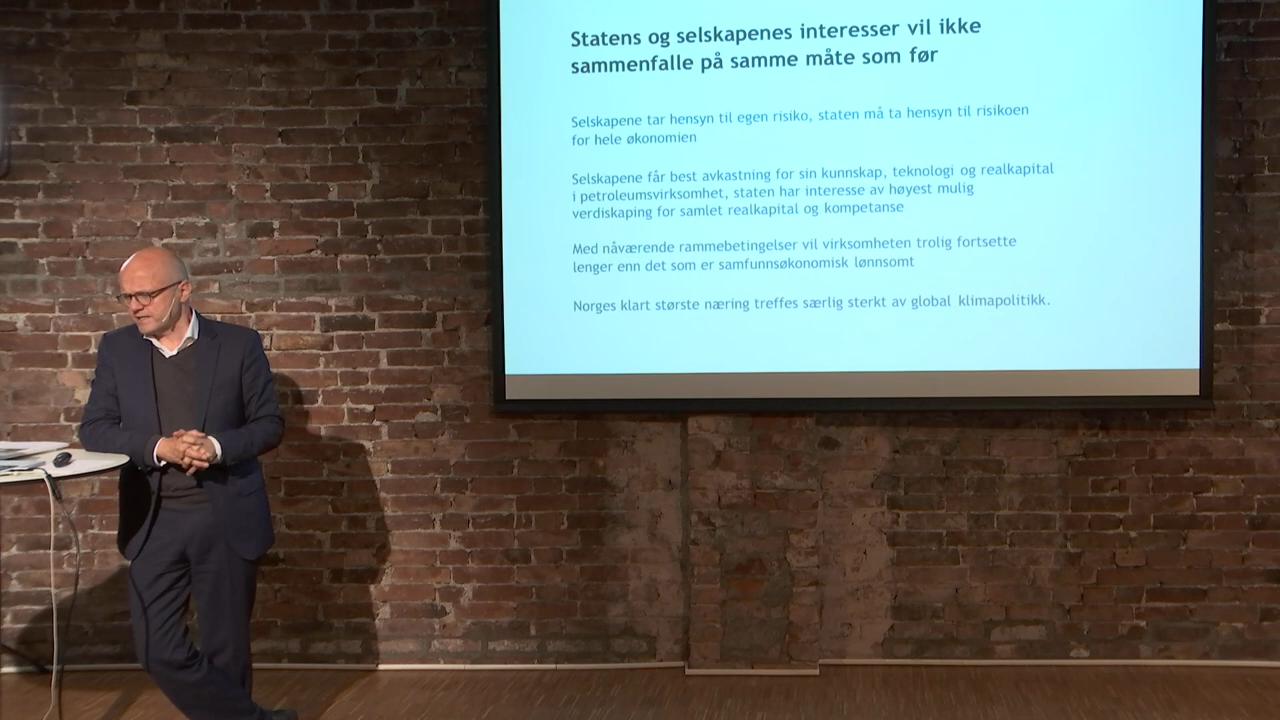 Statens og selskapenes interesser vil ikke
sammenfalle på samme måte som før
Selskapene tar hensyn til egen risiko, staten må ta hensyn til risikoen
for hele økonomien
Selskapene får best avkastning for sin kunnskap, teknologi og realkapital
i petroleumsvirksomhet, staten har interesse av høyest mulig
verdiskaping for samlet realkapital og kompetanse
Med nåværende rammebetingelser vil virksomheten trolig fortsette
lenger enn det som er samfunnsøkonomisk lønnsomt
Norges klart største næring treffes særlig sterkt av global klimapolitikk.